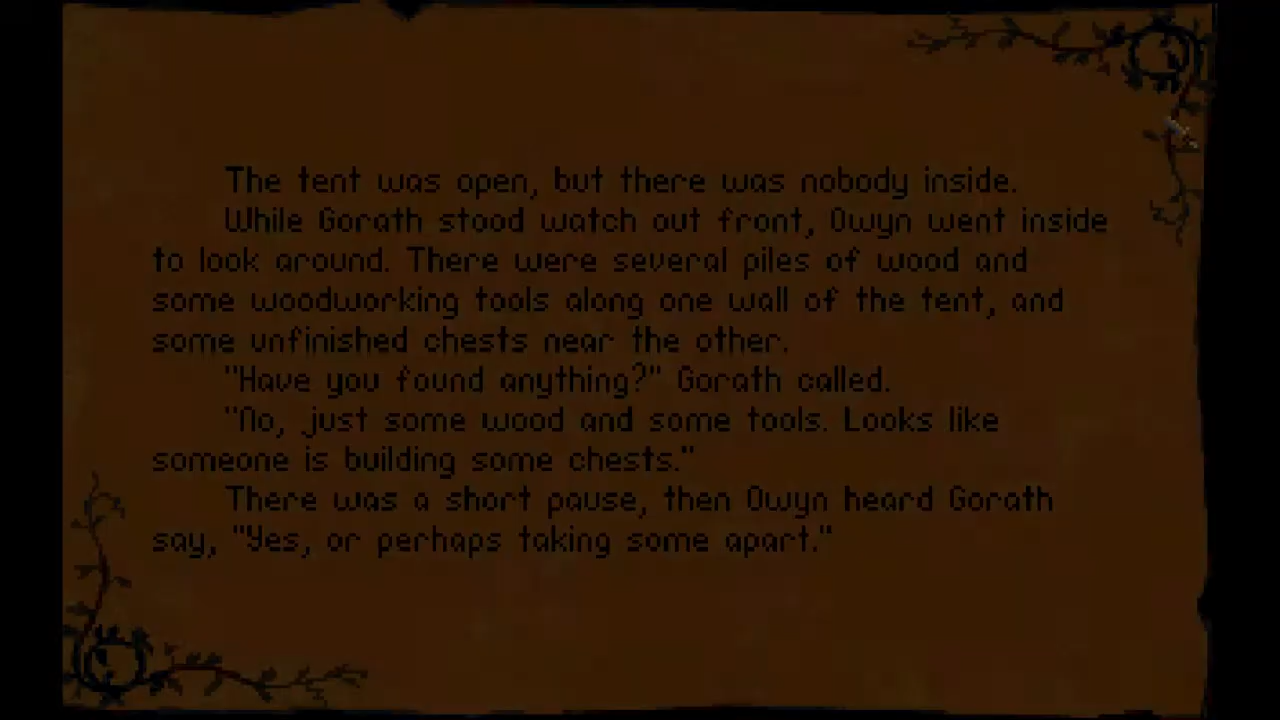 The tent was open, but there was nobody inside.
While Gorath stood watch out front, Owyn went inside
to look around. There were several piles of wood and
some woodworking tools along one wall of the tent, and
some unfinished chests near the other.
"Have you found anything?" Gorath called.
"No, just some wood and some tools. Looks like
someone is building some chests."
There was a short pause, then Owyn heard Gorath
say, "Yes, or perhaps taking some apart."